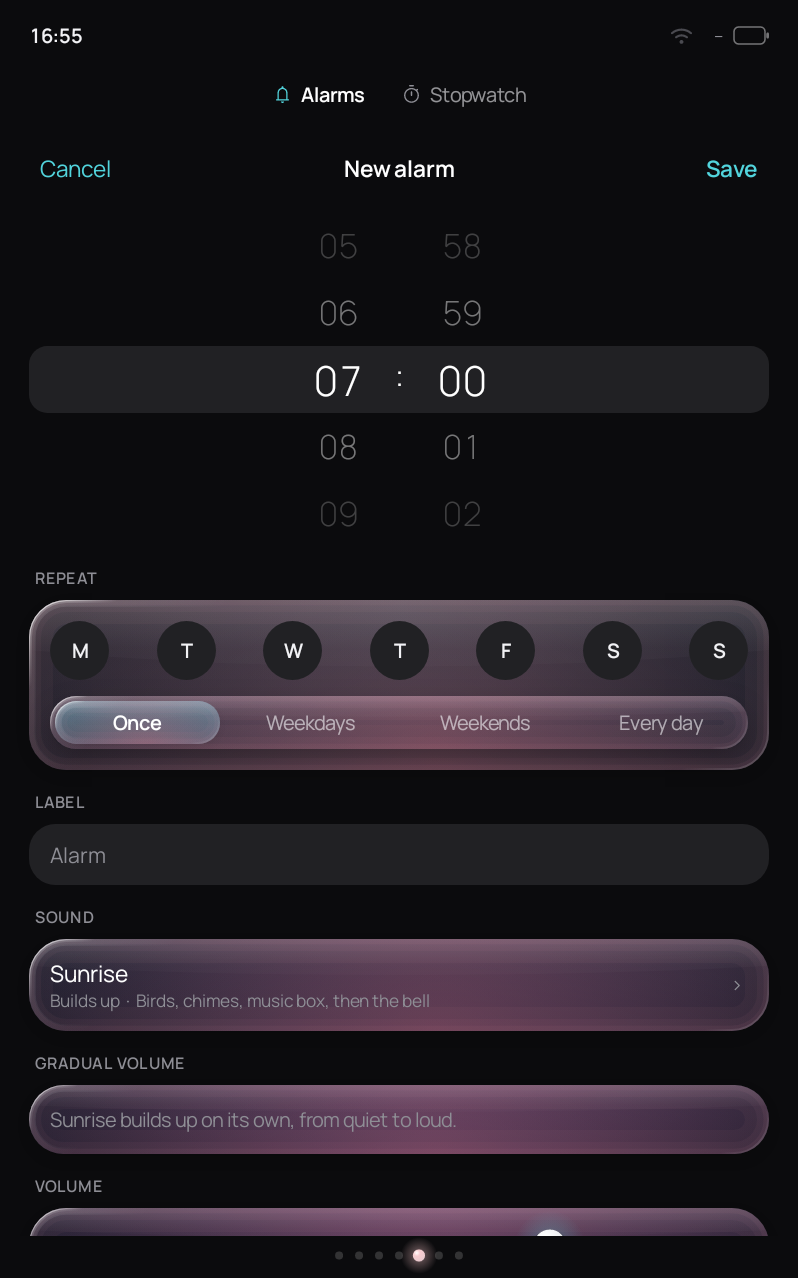 16:55
Alarms Stopwatch
Cancel New alarm Save
05 58
06 59
07 : 00
08 01
09 02
REPEAT
M T W T F S S
Once Weekdays Weekends Every day
LABEL
Alarm
SOUND
Sunrise
Builds up · Birds, chimes, music box, then the bell
GRADUAL VOLUME
Sunrise builds up on its own, from quiet to loud.
VOLUME